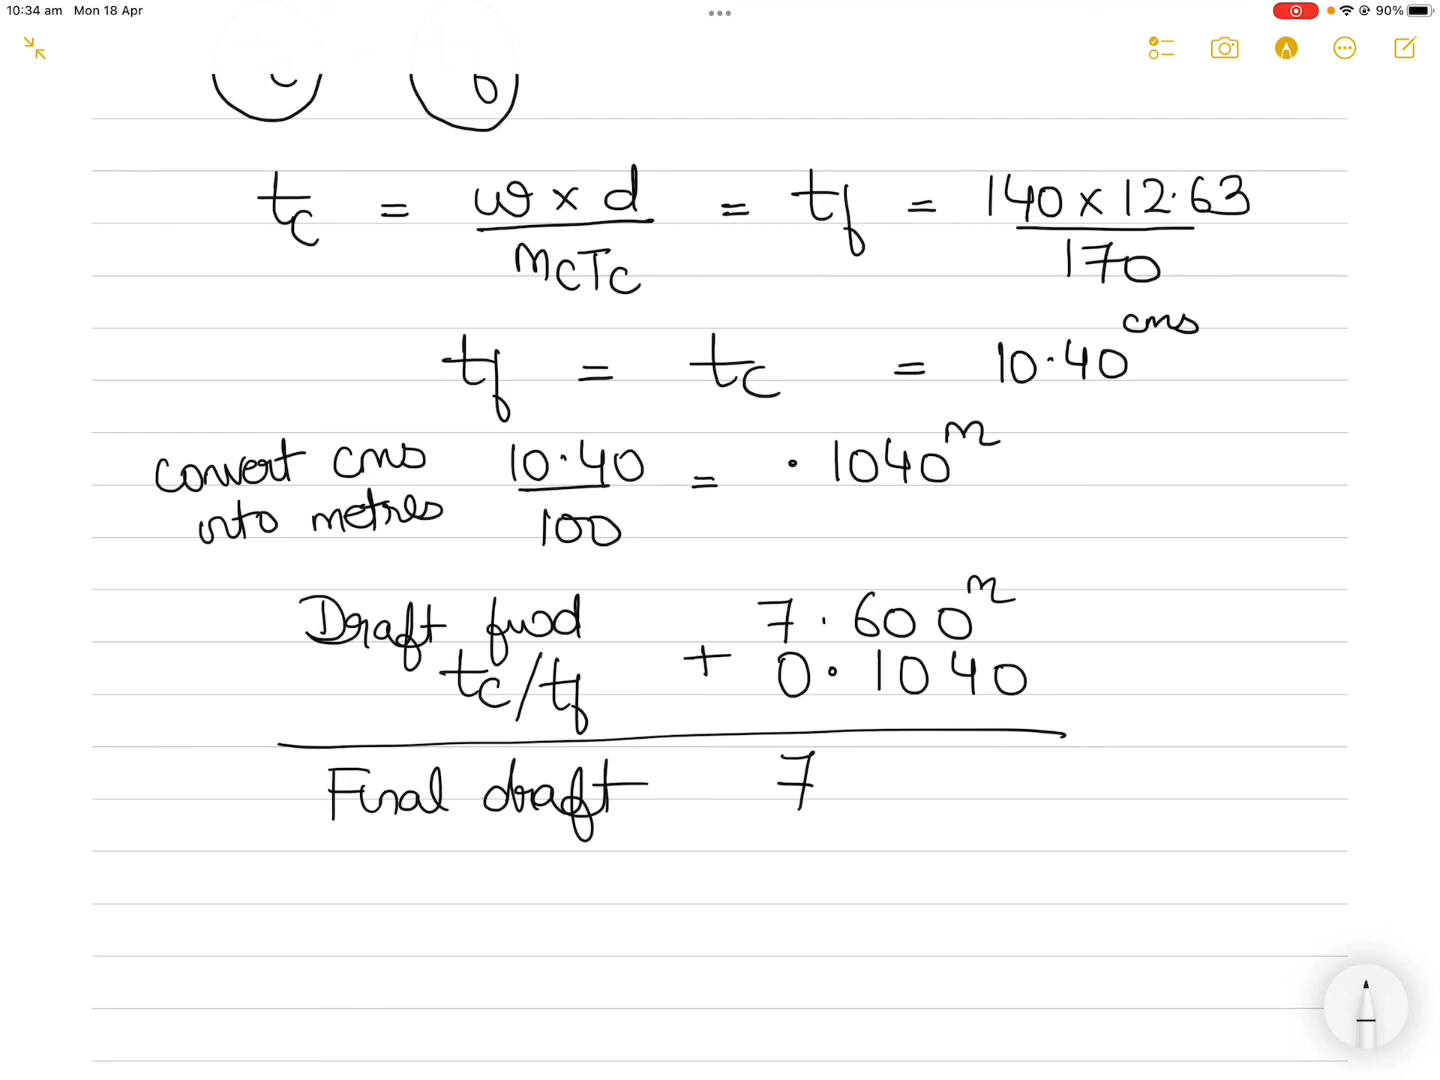 10:34 am Mon 18 Apr
90%
tc = w x d / MCTC = tf = 140 x 12.63 / 170
tf = tc = 10.40 cms
convert cms into metres 10.40 / 100 = .1040 m
Draft fwd 7.600 m
tc/tf + 0.1040
Final draft 7